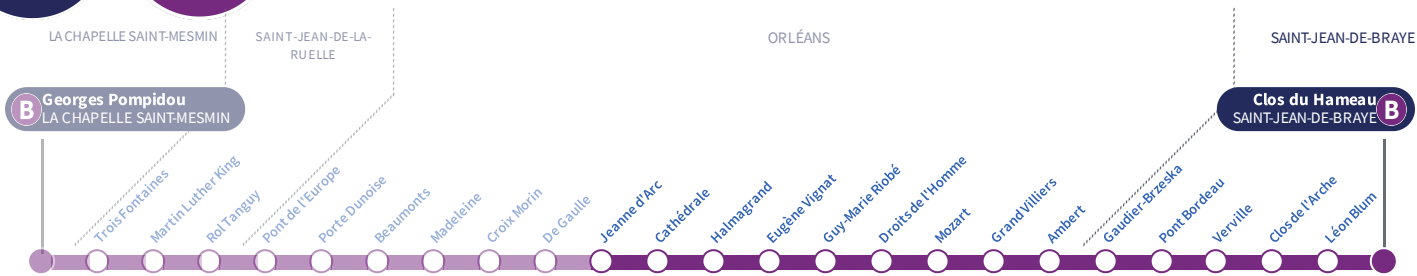 LA CHAPELLE SAINT-MESMIN
SAINT-JEAN-DE-LA-
RUELLE
ORLÉANS
SAINT-JEAN-DE-BRAYE
B
Georges Pompidou
LA CHAPELLE SAINT-MESMIN
Clos du Hameau
SAINT-JEAN-DE-BRAYE
B
Trois Fontaines
Martin Luther King
Rol Tanguy
Pont de l'Europe
Porte Dunoise
Beaumonts
Madeleine
Croix Morin
De Gaulle
Jeanne d'Arc
Cathédrale
Halmagrand
Eugène Vignat
Guy-Marie Riobé
Droits de l'Homme
Mozart
Grand Villiers
Ambert
Gaudier-Brzeska
Pont Bordeau
Verville
Clos de l'Arche
Léon Blum